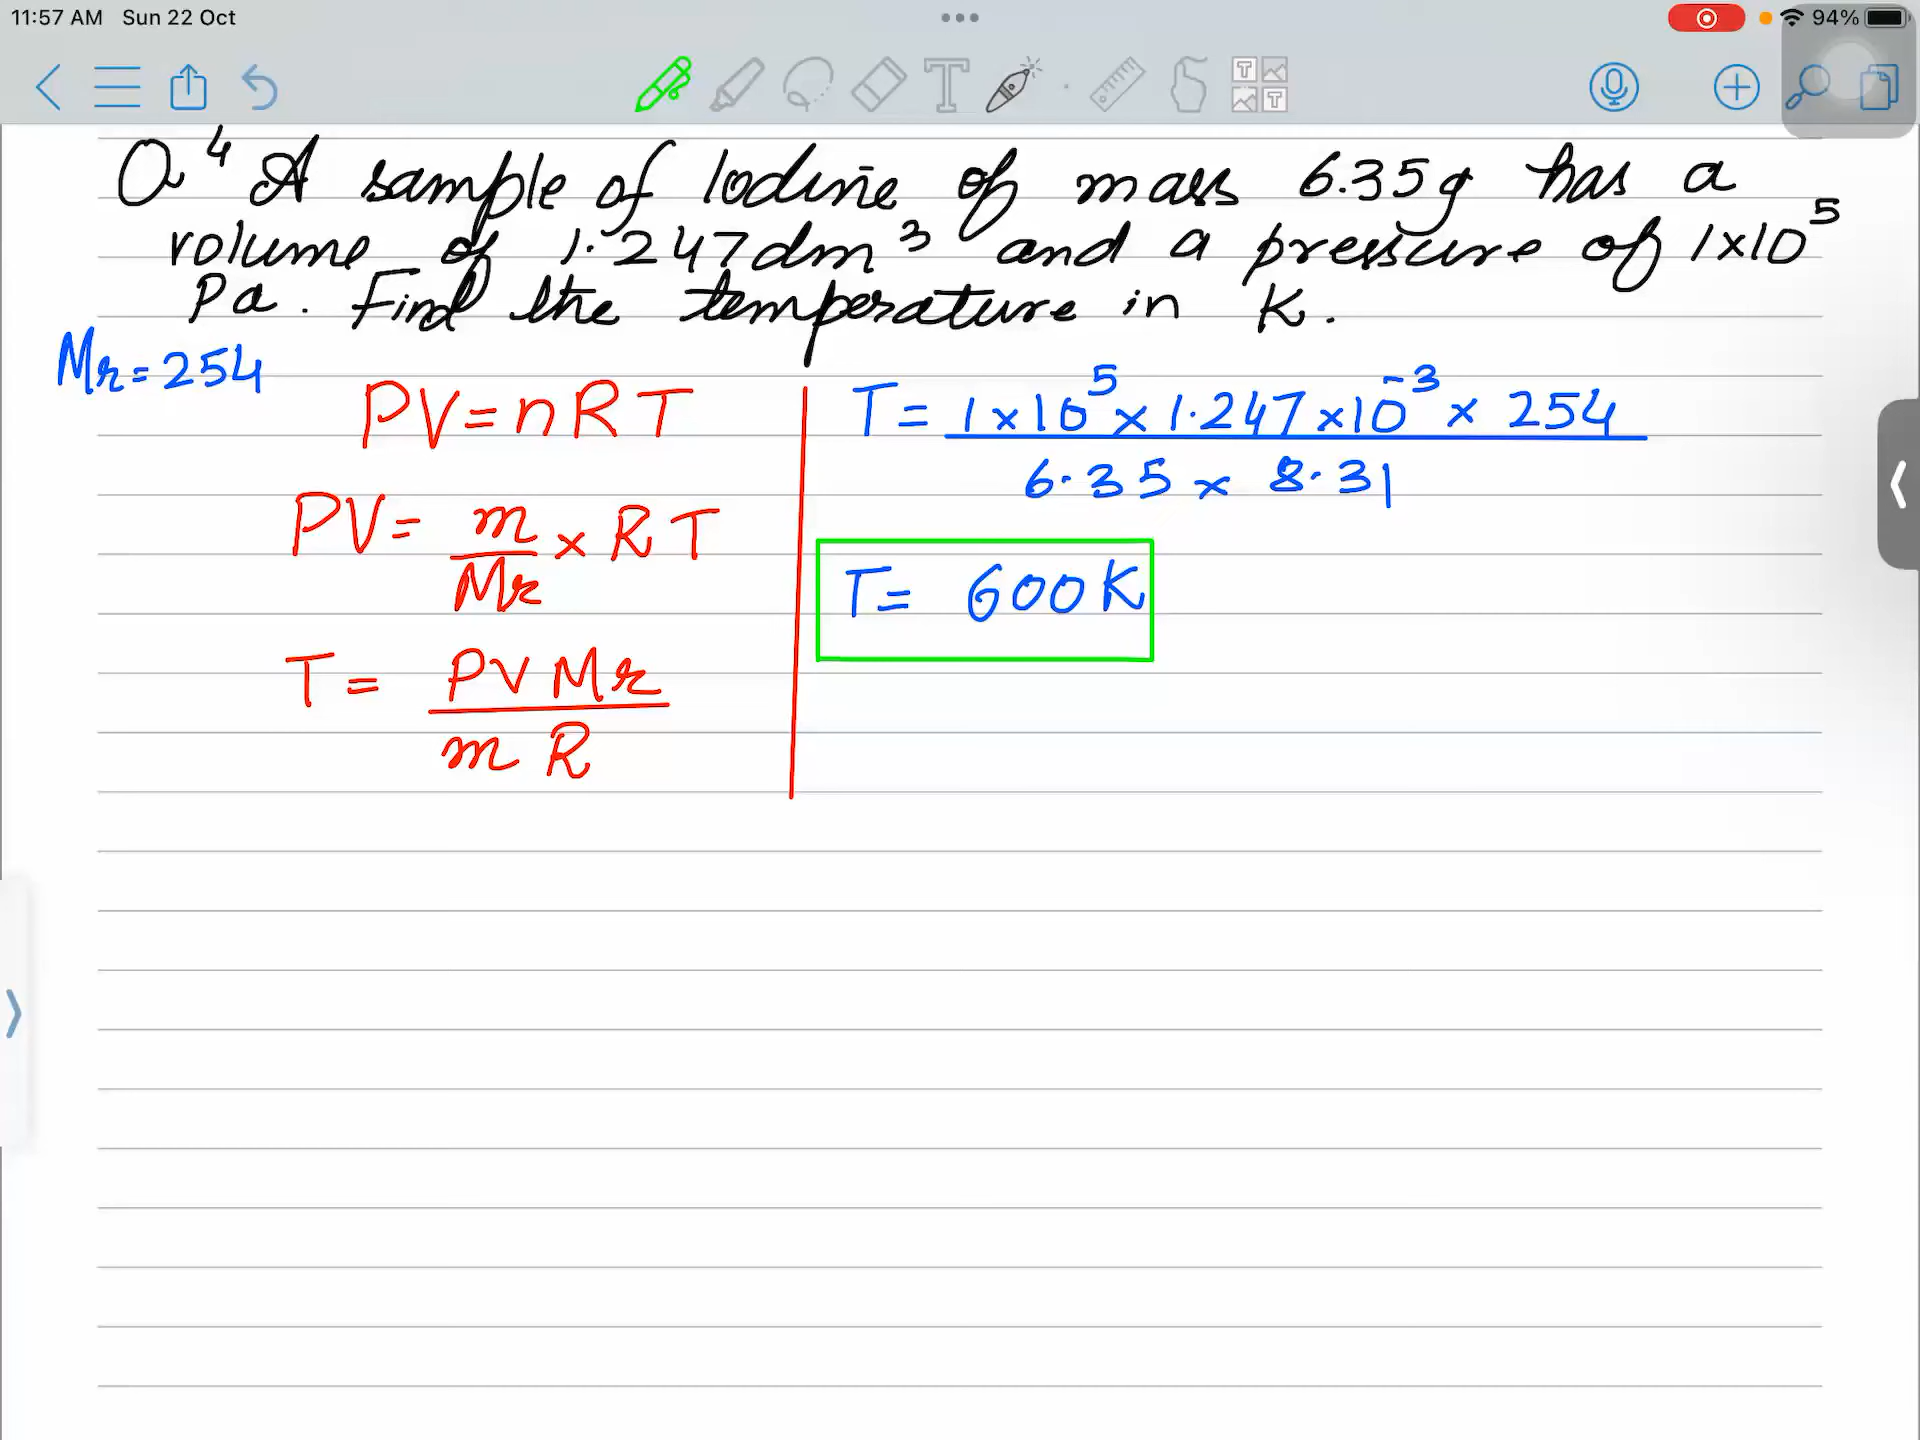 11:57 AM Sun 22 Oct
94%
Q4 A sample of Iodine of mass 6.35g has a
volume of 1.247dm³ and a pressure of 1×10⁵
Pa. Find the temperature in K.
Mr=254
PV=nRT
PV= m/Mr × RT
T= PVMr/mR
T= 1×10⁵×1.247×10⁻³×254/6.35×8.31
T= 600K